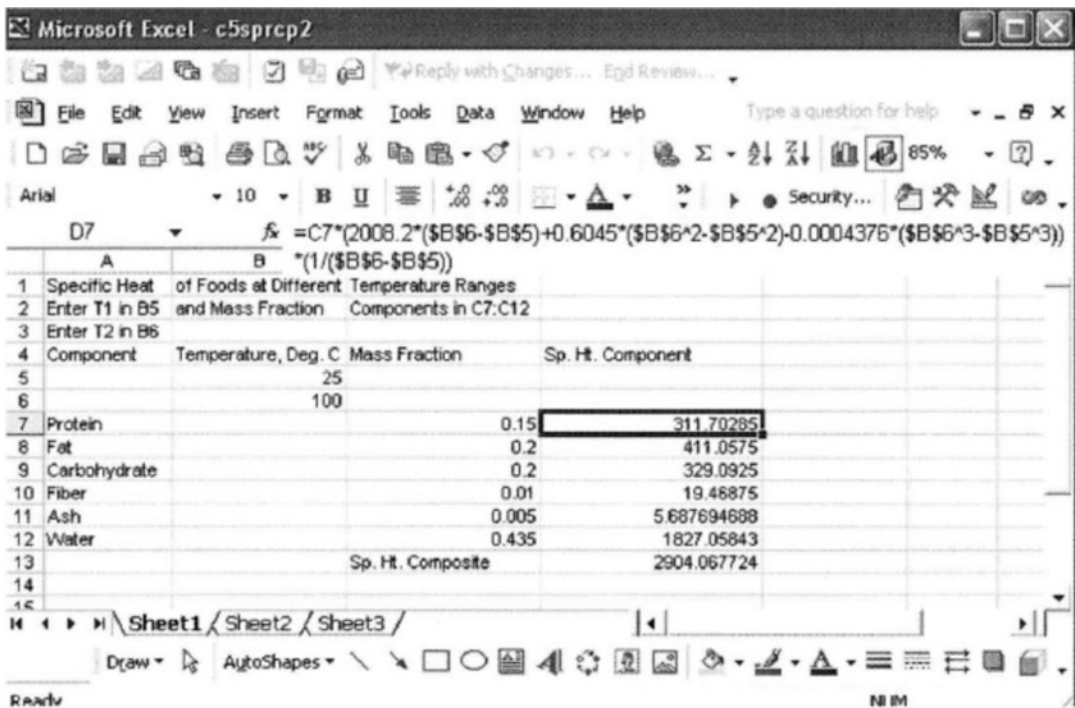 Microsoft Excel - c5sprcp2
Reply with Changes... End Review...
File Edit View Insert Format Tools Data Window Help Type a question for help
85%
Arial 10 B U Security...
D7 fx =C7*(2008.2*($B$6-$B$5)+0.6045*($B$6^2-$B$5^2)-0.0004376*($B$6^3-$B$5^3))
A B *(1/($B$6-$B$5))
1 Specific Heat of Foods at Different Temperature Ranges
2 Enter T1 in B5 and Mass Fraction Components in C7:C12
3 Enter T2 in B6
4 Component Temperature, Deg. C Mass Fraction Sp. Ht. Component
5 25
6 100
7 Protein 0.15 311.70285
8 Fat 0.2 411.0575
9 Carbohydrate 0.2 329.0925
10 Fiber 0.01 19.46875
11 Ash 0.005 5.687694688
12 Water 0.435 1827.05843
13 Sp. Ht. Composite 2904.067724
14
15
Sheet1 Sheet2 Sheet3
Draw AutoShapes
Ready NUM